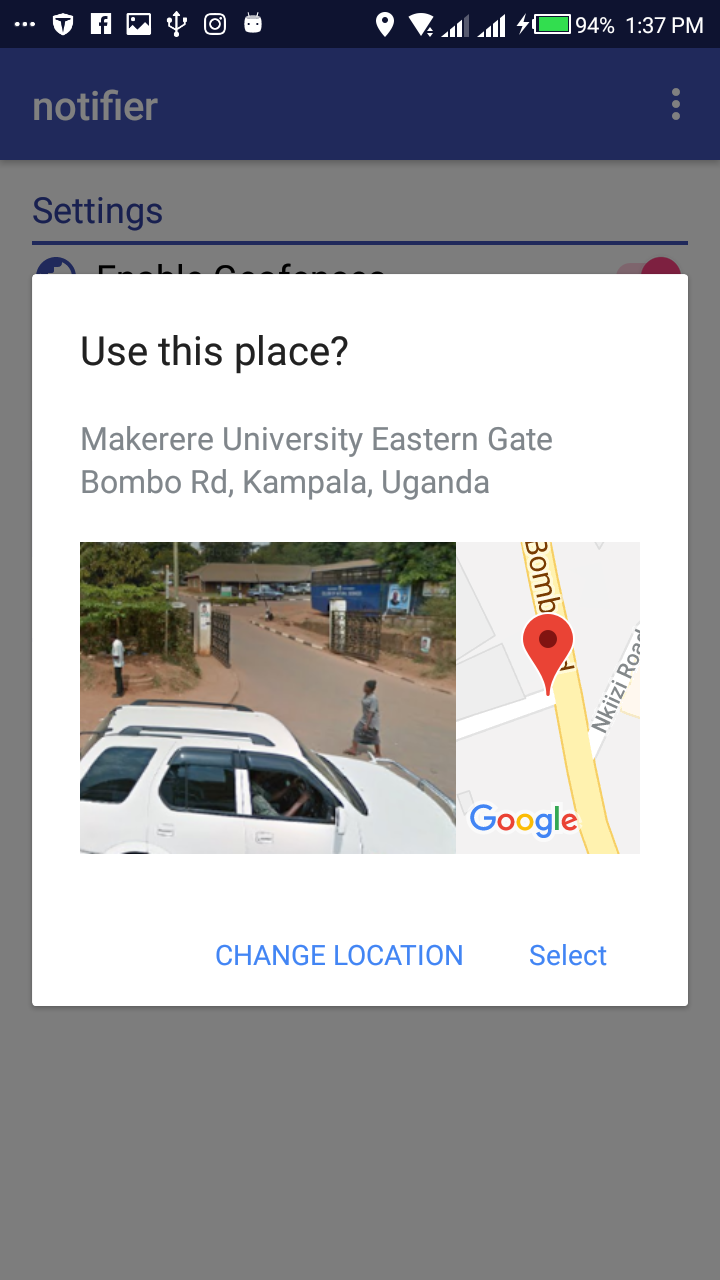 94% 1:37 PM
notifier
Settings
Enable Geofences
Use this place?
Makerere University Eastern Gate
Bombo Rd, Kampala, Uganda
Bomb
d
Nkiizi Road
Google
CHANGE LOCATION
Select